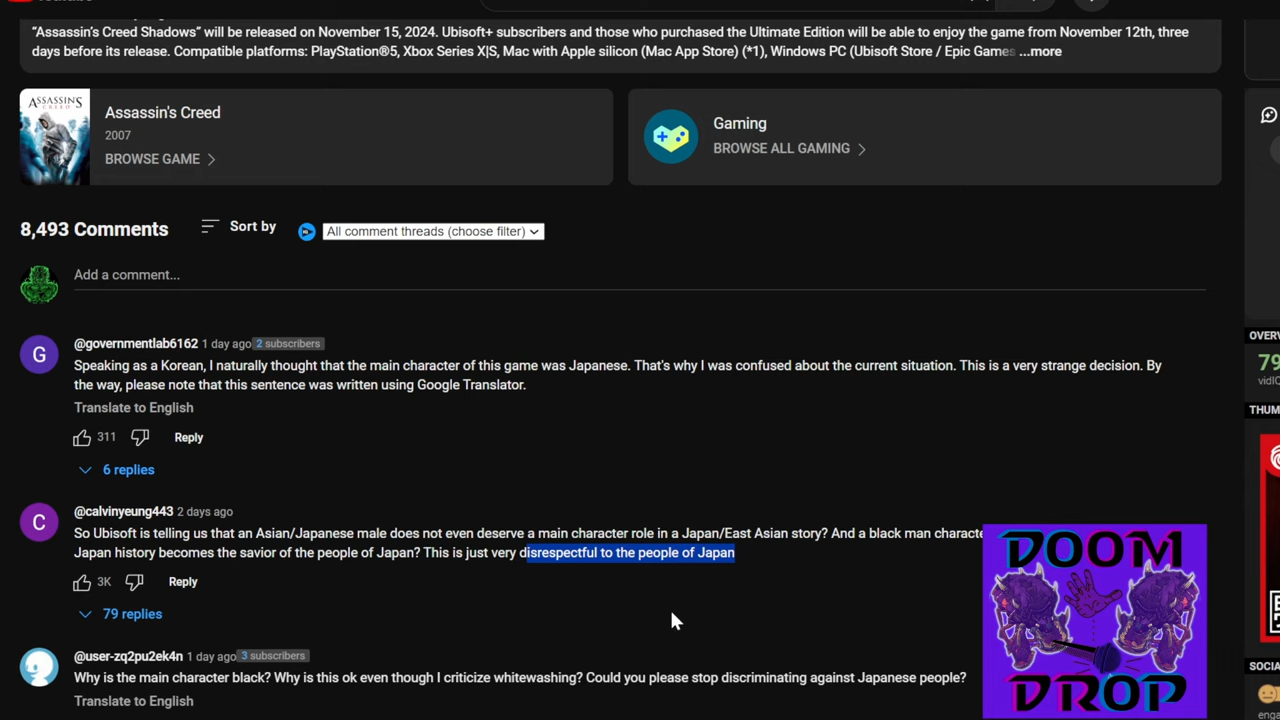 "Assassin's Creed Shadows" will be released on November 15, 2024. Ubisoft+ subscribers and those who purchased the Ultimate Edition will be able to enjoy the game from November 12th, three
days before its release. Compatible platforms: PlayStation®5, Xbox Series X|S, Mac with Apple silicon (Mac App Store) (*1), Windows PC (Ubisoft Store / Epic Games ...more
ASSASSIN'S
CREED
Assassin's Creed
2007
BROWSE GAME
Gaming
BROWSE ALL GAMING
8,493 Comments
Sort by
All comment threads (choose filter)
Add a comment...
OVER
G
@governmentlab6162 1 day ago 2 subscribers
Speaking as a Korean, I naturally thought that the main character of this game was Japanese. That's why I was confused about the current situation. This is a very strange decision. By
the way, please note that this sentence was written using Google Translator.
79
vidIQ
Translate to English
THUM
311
Reply
6 replies
C
@calvinyeung443 2 days ago
So Ubisoft is telling us that an Asian/Japanese male does not even deserve a main character role in a Japan/East Asian story? And a black man characte
Japan history becomes the savior of the people of Japan? This is just very disrespectful to the people of Japan
3K
Reply
79 replies
@user-zq2pu2ek4n 1 day ago 3 subscribers
Why is the main character black? Why is this ok even though I criticize whitewashing? Could you please stop discriminating against Japanese people?
Translate to English
DOOM
DROP
SOCIA
enga